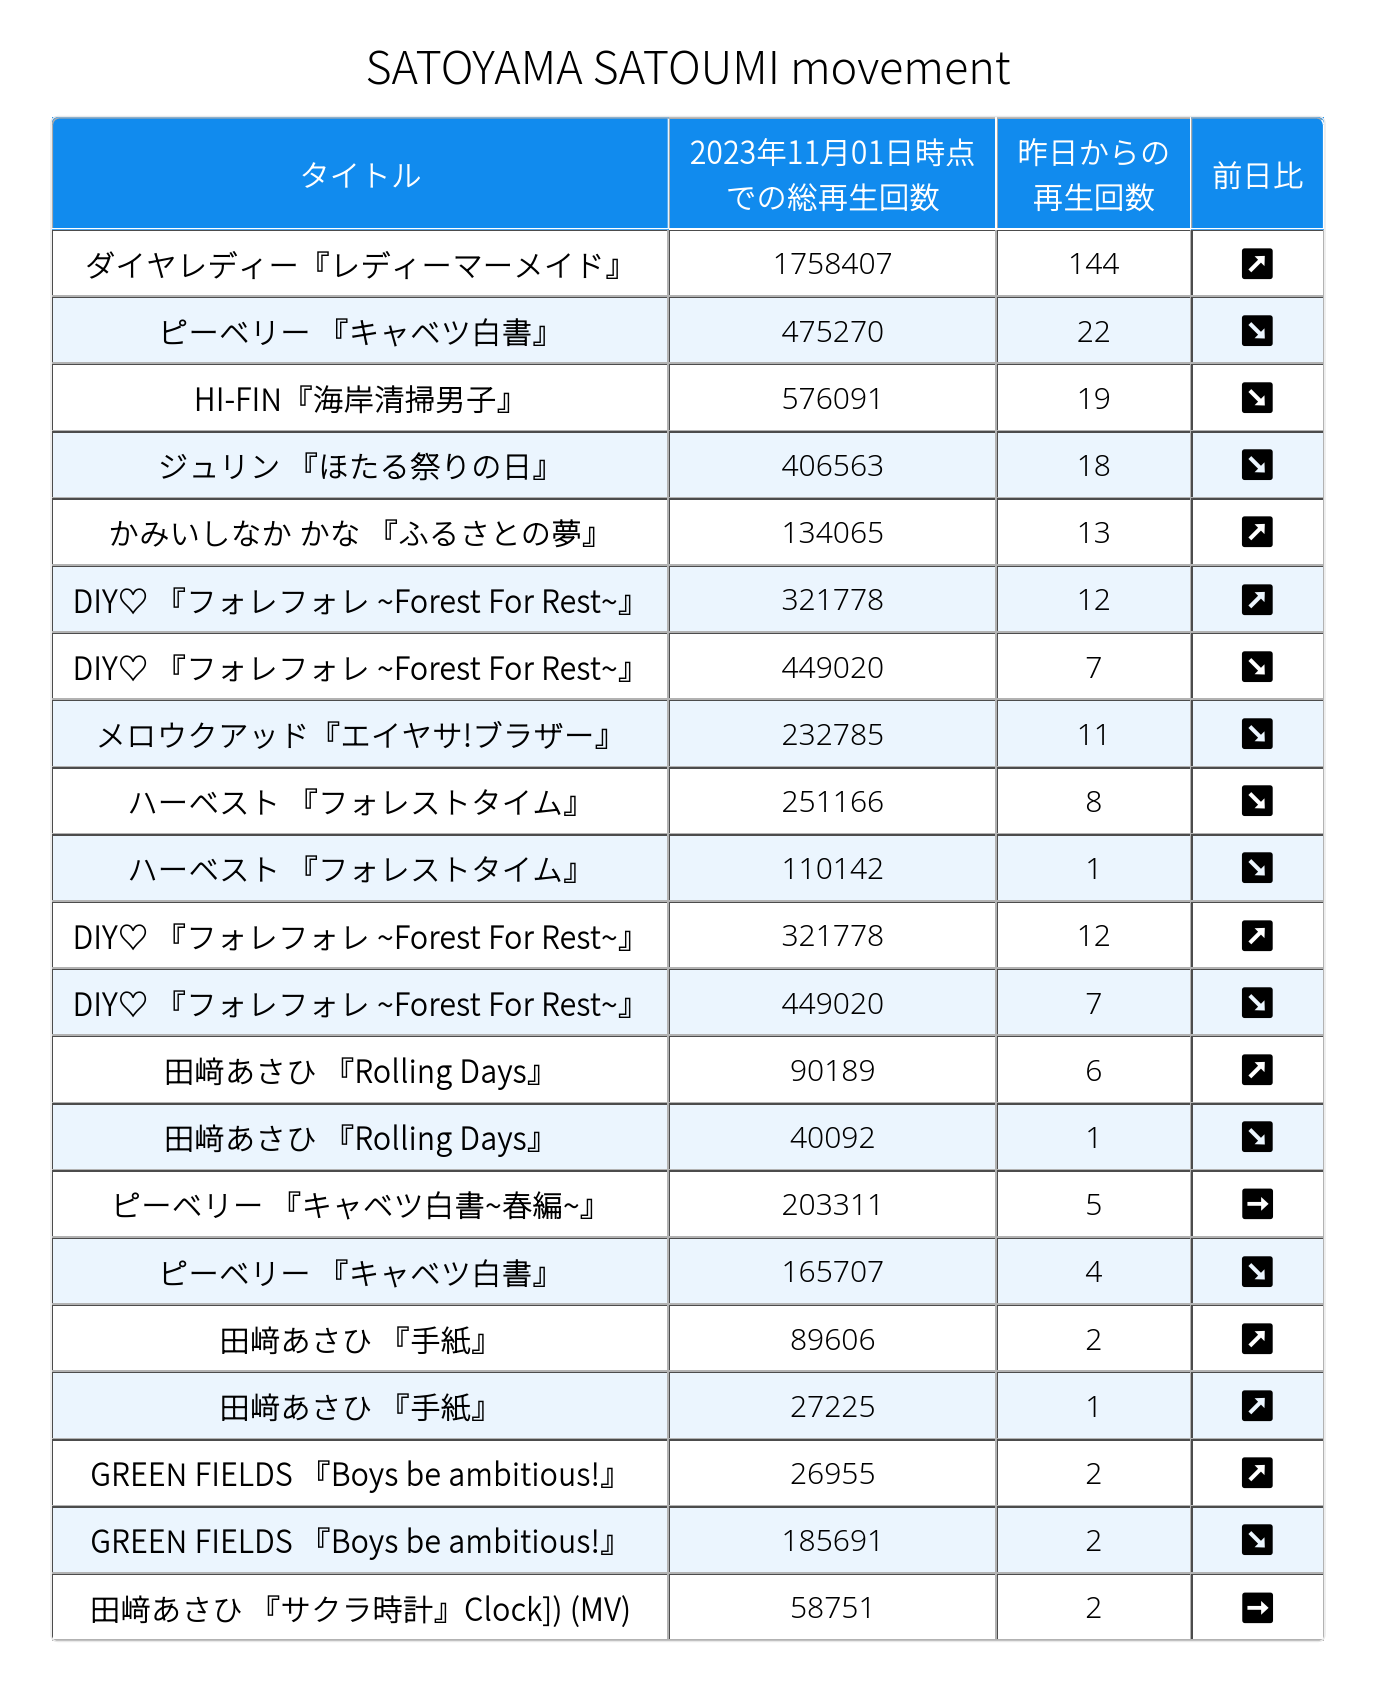 SATOYAMA SATOUMI movement
タイトル 2023年11月01日時点での総再生回数 昨日からの再生回数 前日比
ダイヤレディー『レディーマーメイド』 1758407 144 ↗
ピーベリー 『キャベツ白書』 475270 22 ↘
HI-FIN『海岸清掃男子』 576091 19 ↘
ジュリン 『ほたる祭りの日』 406563 18 ↘
かみいしなか かな 『ふるさとの夢』 134065 13 ↗
DIY♡ 『フォレフォレ ~Forest For Rest~』 321778 12 ↗
DIY♡ 『フォレフォレ ~Forest For Rest~』 449020 7 ↘
メロウクアッド『エイヤサ!ブラザー』 232785 11 ↘
ハーベスト 『フォレストタイム』 251166 8 ↘
ハーベスト 『フォレストタイム』 110142 1 ↘
DIY♡ 『フォレフォレ ~Forest For Rest~』 321778 12 ↗
DIY♡ 『フォレフォレ ~Forest For Rest~』 449020 7 ↘
田﨑あさひ 『Rolling Days』 90189 6 ↗
田﨑あさひ 『Rolling Days』 40092 1 ↘
ピーベリー 『キャベツ白書~春編~』 203311 5 →
ピーベリー 『キャベツ白書』 165707 4 ↘
田﨑あさひ 『手紙』 89606 2 ↗
田﨑あさひ 『手紙』 27225 1 ↗
GREEN FIELDS 『Boys be ambitious!』 26955 2 ↗
GREEN FIELDS 『Boys be ambitious!』 185691 2 ↘
田﨑あさひ 『サクラ時計』Clock]) (MV) 58751 2 →